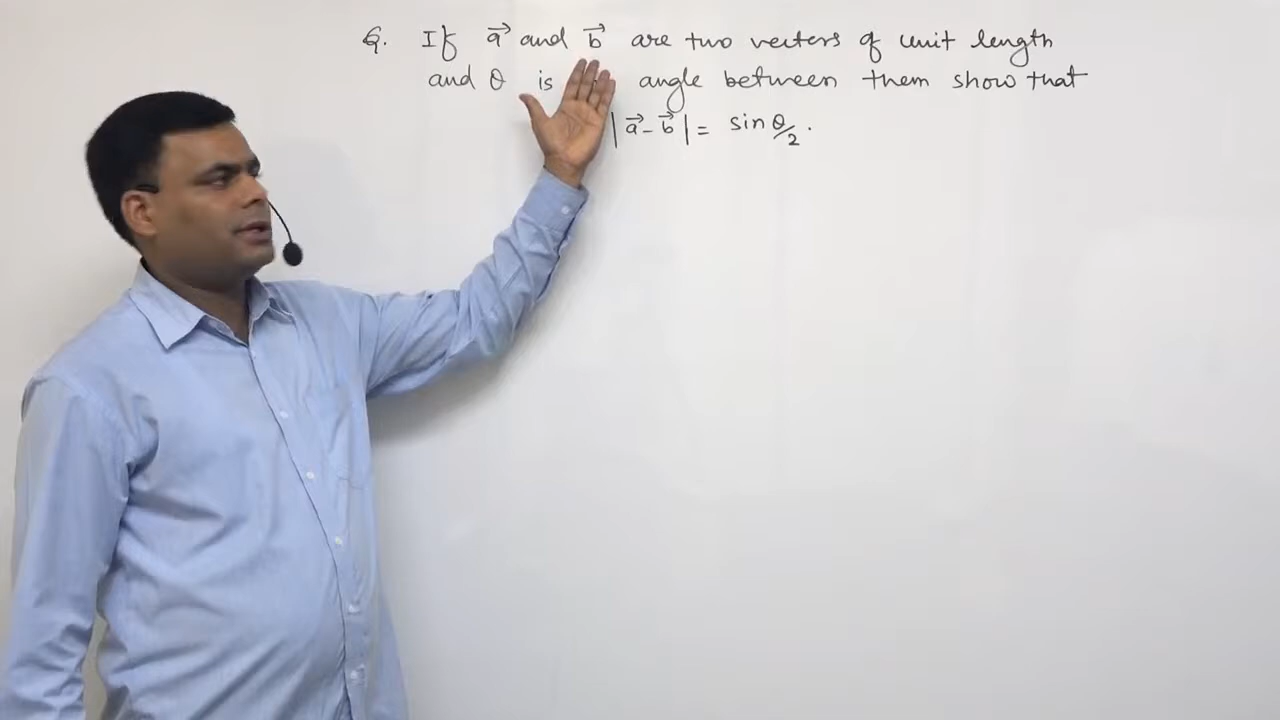 Q. If a⃗ and b⃗ are two vectors of unit length
and θ is angle between them show that
|a⃗ - b⃗| = sin θ/2.